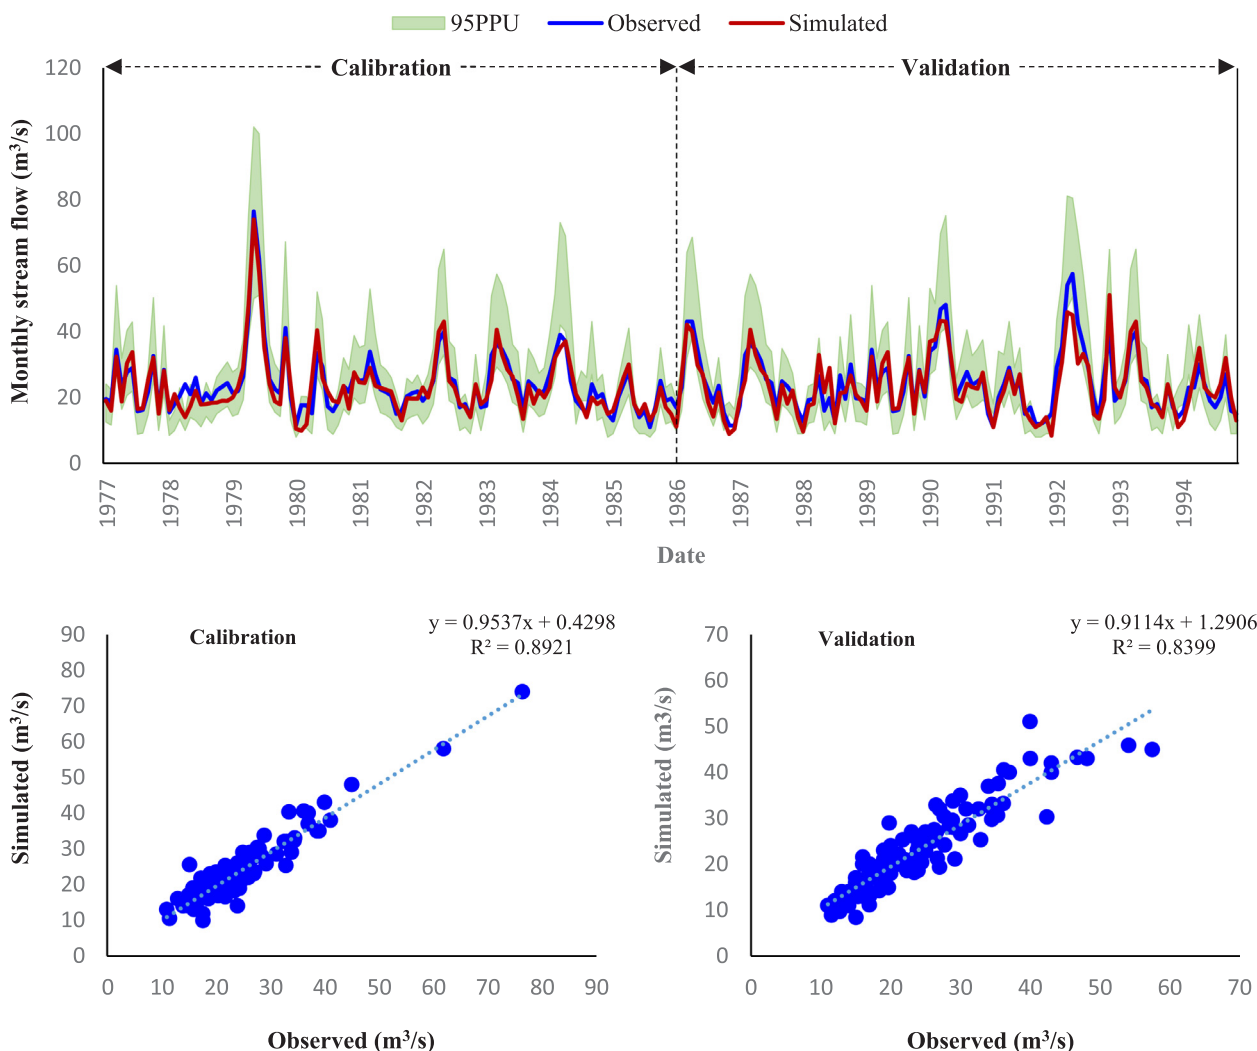 95PPU Observed Simulated
Calibration Validation
Monthly stream flow (m³/s)
120
100
80
60
40
20
0
1977 1978 1979 1980 1981 1982 1983 1984 1985 1986 1987 1988 1989 1990 1991 1992 1993 1994
Date
Calibration
y = 0.9537x + 0.4298
R² = 0.8921
Simulated (m³/s)
90
80
70
60
50
40
30
20
10
0
0 10 20 30 40 50 60 70 80 90
Observed (m³/s)
Validation
y = 0.9114x + 1.2906
R² = 0.8399
Simulated (m3/s)
70
60
50
40
30
20
10
0
0 10 20 30 40 50 60 70
Observed (m³/s)